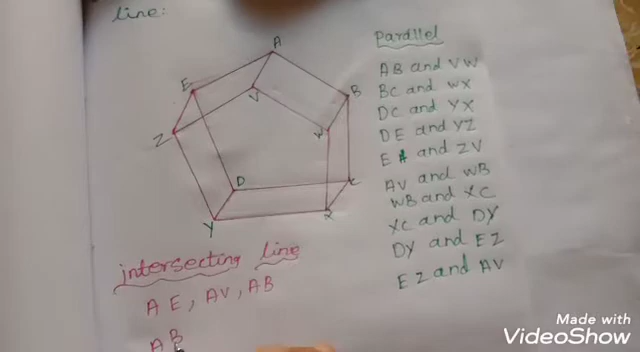 line:
A
E
B
V
Z
W
D
C
Y
X
Parallel
AB and VW
BC and WX
DC and YX
DE and YZ
EA and ZV
AV and WB
WB and XC
XC and DY
DY and EZ
EZ and AV
intersecting line
AE, AV, AB
AB
Made with
VideoShow